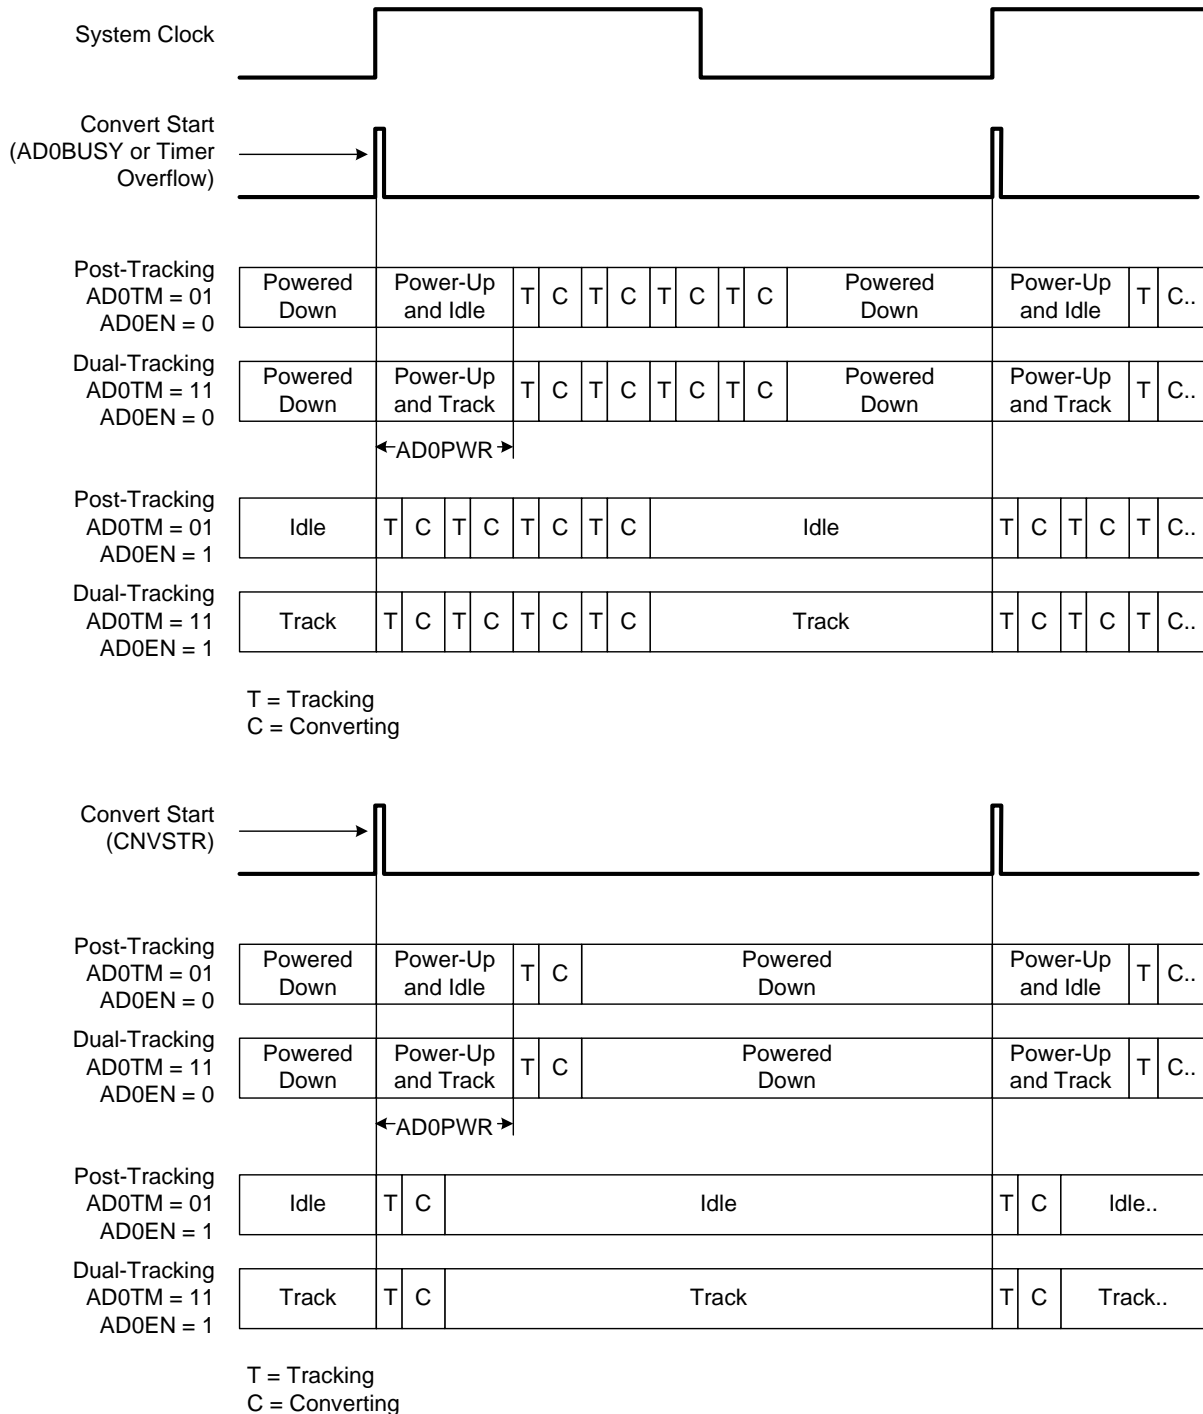 System Clock
Convert Start
(AD0BUSY or Timer
Overflow)
Post-Tracking
AD0TM = 01
AD0EN = 0
Powered
Down
Power-Up
and Idle
T C T C T C T C
Powered
Down
Power-Up
and Idle
T C..
Dual-Tracking
AD0TM = 11
AD0EN = 0
Powered
Down
Power-Up
and Track
T C T C T C T C
Powered
Down
Power-Up
and Track
T C..
AD0PWR
Post-Tracking
AD0TM = 01
AD0EN = 1
Idle T C T C T C T C Idle T C T C T C..
Dual-Tracking
AD0TM = 11
AD0EN = 1
Track T C T C T C T C Track T C T C T C..
T = Tracking
C = Converting
Convert Start
(CNVSTR)
Post-Tracking
AD0TM = 01
AD0EN = 0
Powered
Down
Power-Up
and Idle
T C
Powered
Down
Power-Up
and Idle
T C..
Dual-Tracking
AD0TM = 11
AD0EN = 0
Powered
Down
Power-Up
and Track
T C
Powered
Down
Power-Up
and Track
T C..
AD0PWR
Post-Tracking
AD0TM = 01
AD0EN = 1
Idle T C Idle T C Idle..
Dual-Tracking
AD0TM = 11
AD0EN = 1
Track T C Track T C Track..
T = Tracking
C = Converting